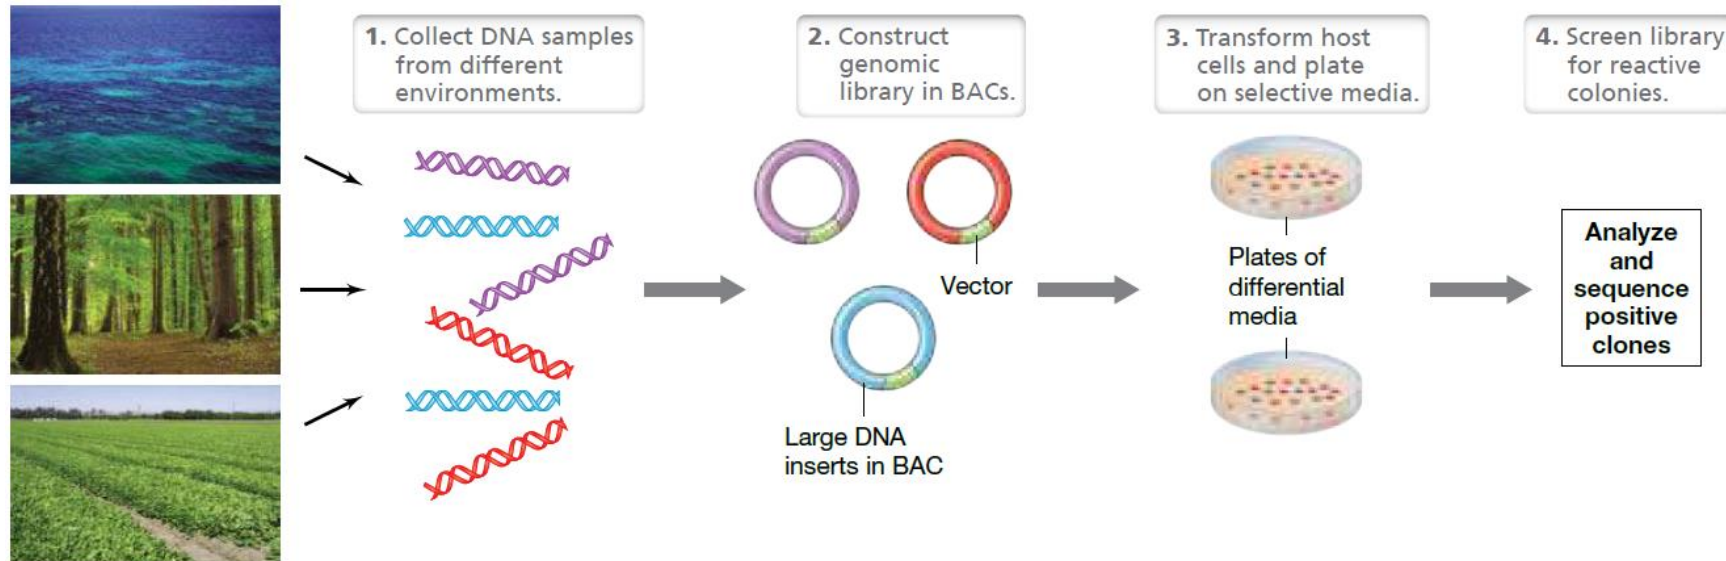 1. Collect DNA samples
from different
environments.
2. Construct
genomic
library in BACs.
3. Transform host
cells and plate
on selective media.
4. Screen library
for reactive
colonies.
Vector
Large DNA
inserts in BAC
Plates of
differential
media
Analyze
and
sequence
positive
clones